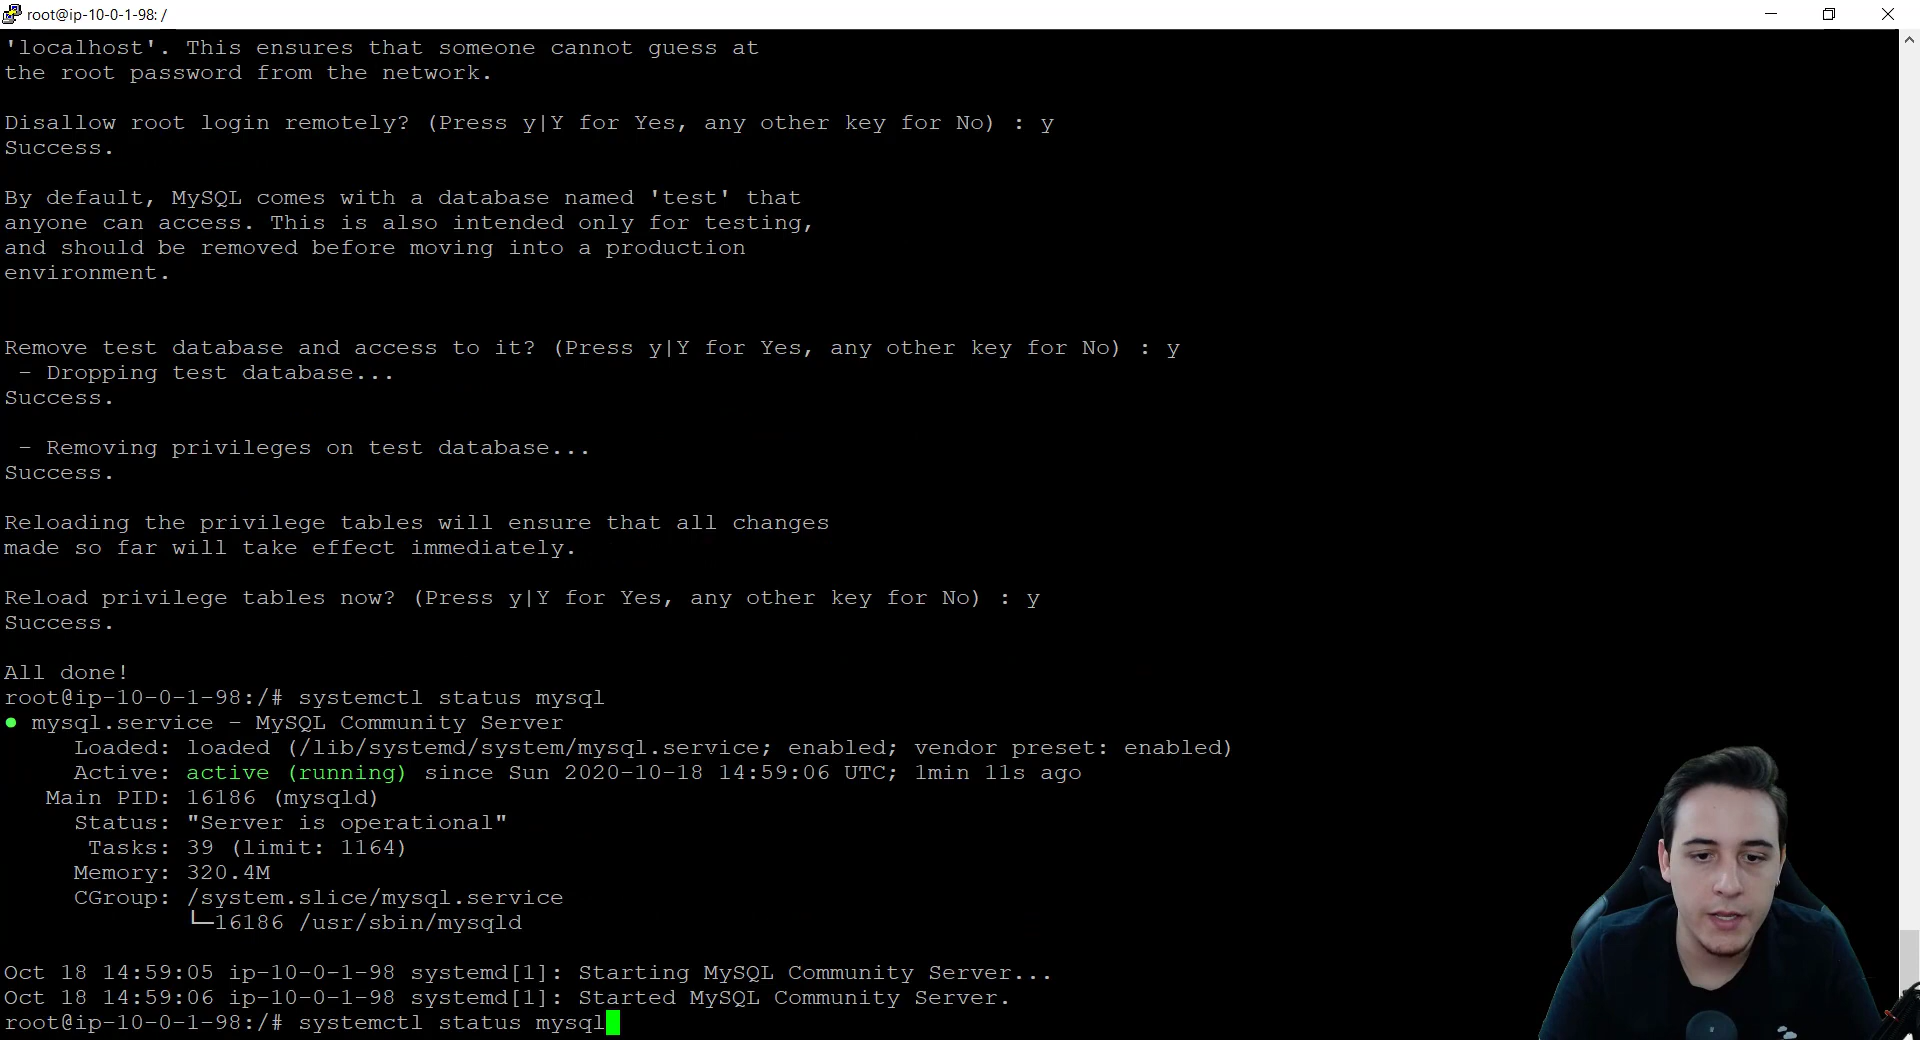 root@ip-10-0-1-98: /
'localhost'. This ensures that someone cannot guess at
the root password from the network.
Disallow root login remotely? (Press y|Y for Yes, any other key for No) : y
Success.
By default, MySQL comes with a database named 'test' that
anyone can access. This is also intended only for testing,
and should be removed before moving into a production
environment.
Remove test database and access to it? (Press y|Y for Yes, any other key for No) : y
 - Dropping test database...
Success.
 - Removing privileges on test database...
Success.
Reloading the privilege tables will ensure that all changes
made so far will take effect immediately.
Reload privilege tables now? (Press y|Y for Yes, any other key for No) : y
Success.
All done!
root@ip-10-0-1-98:/# systemctl status mysql
● mysql.service - MySQL Community Server
     Loaded: loaded (/lib/systemd/system/mysql.service; enabled; vendor preset: enabled)
     Active: active (running) since Sun 2020-10-18 14:59:06 UTC; 1min 11s ago
   Main PID: 16186 (mysqld)
     Status: "Server is operational"
      Tasks: 39 (limit: 1164)
     Memory: 320.4M
     CGroup: /system.slice/mysql.service
             └─16186 /usr/sbin/mysqld
Oct 18 14:59:05 ip-10-0-1-98 systemd[1]: Starting MySQL Community Server...
Oct 18 14:59:06 ip-10-0-1-98 systemd[1]: Started MySQL Community Server.
root@ip-10-0-1-98:/# systemctl status mysql